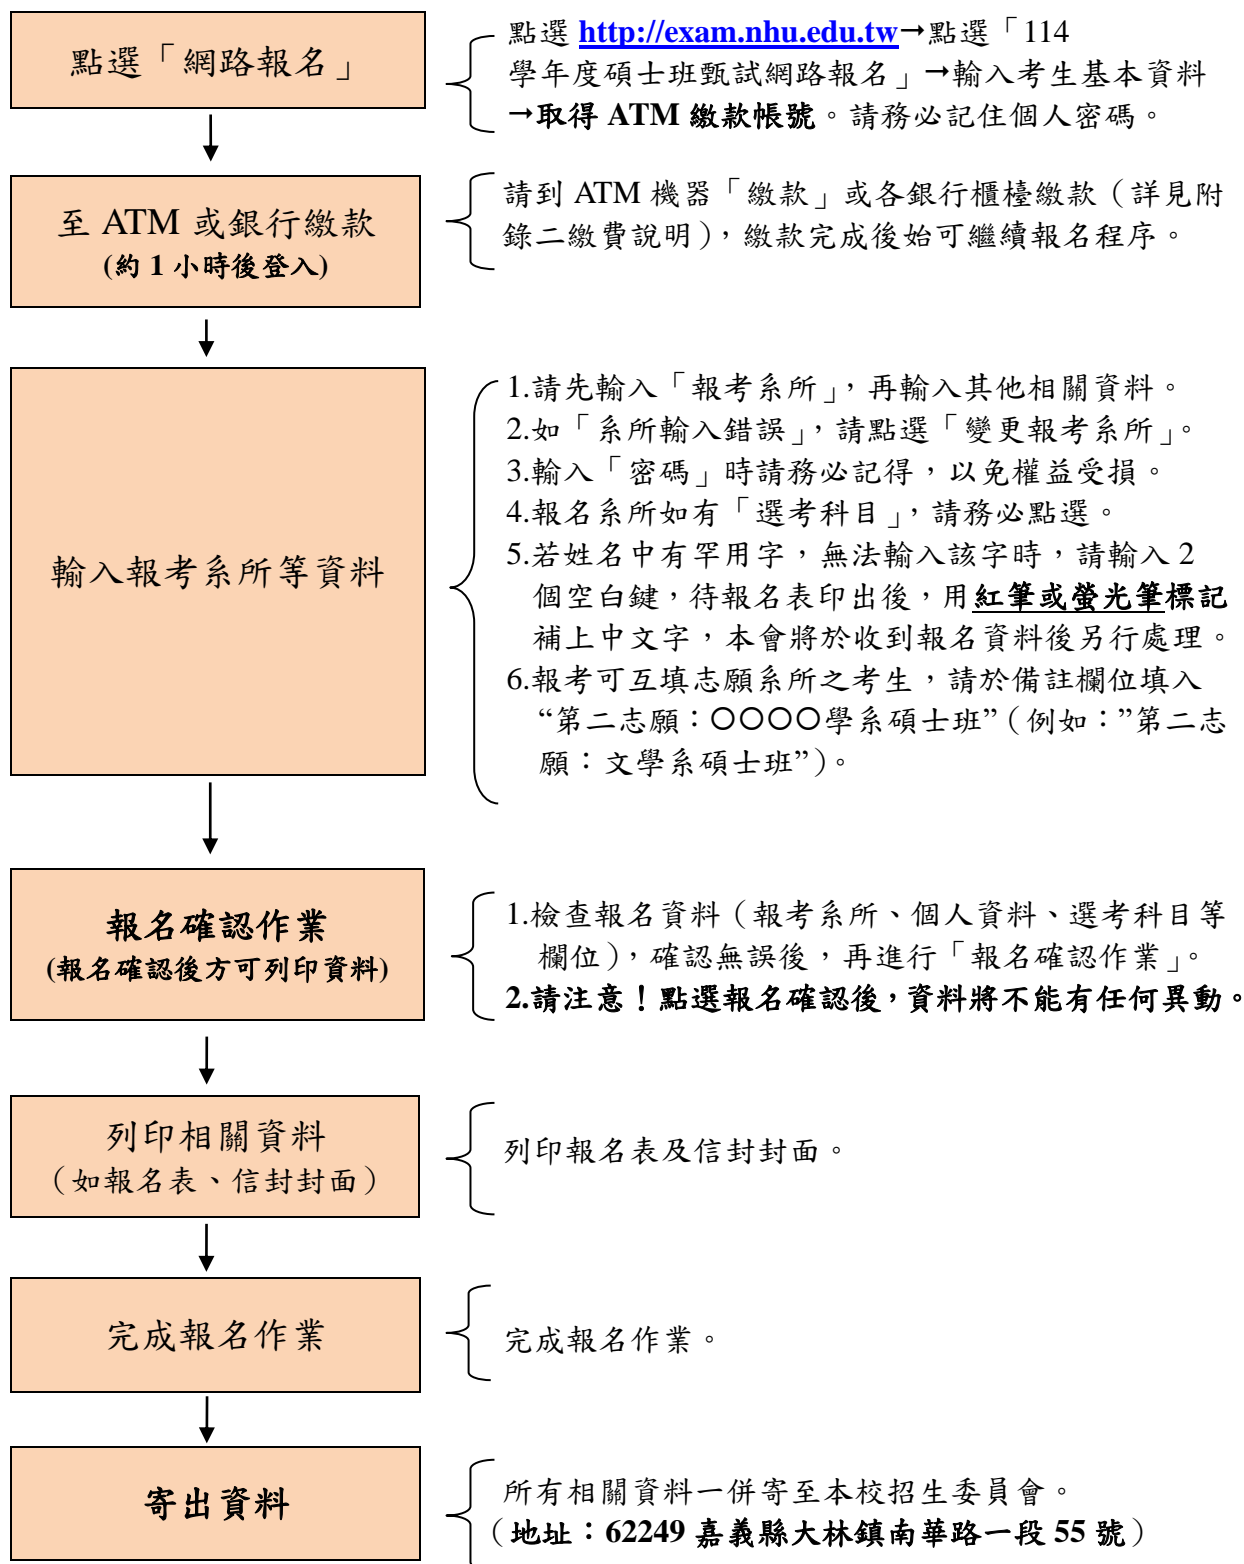 點選「網路報名」
點選 http://exam.nhu.edu.tw→點選「114
學年度碩士班甄試網路報名」→輸入考生基本資料
→取得 ATM 繳款帳號。請務必記住個人密碼。
至 ATM 或銀行繳款
(約 1 小時後登入)
請到 ATM 機器「繳款」或各銀行櫃檯繳款（詳見附
錄二繳費說明），繳款完成後始可繼續報名程序。
輸入報考系所等資料
1.請先輸入「報考系所」，再輸入其他相關資料。
2.如「系所輸入錯誤」，請點選「變更報考系所」。
3.輸入「密碼」時請務必記得，以免權益受損。
4.報名系所如有「選考科目」，請務必點選。
5.若姓名中有罕用字，無法輸入該字時，請輸入 2
個空白鍵，待報名表印出後，用紅筆或螢光筆標記
補上中文字，本會將於收到報名資料後另行處理。
6.報考可互填志願系所之考生，請於備註欄位填入
“第二志願：○○○○學系碩士班”（例如：”第二志
願：文學系碩士班”）。
報名確認作業
(報名確認後方可列印資料)
1.檢查報名資料（報考系所、個人資料、選考科目等
欄位），確認無誤後，再進行「報名確認作業」。
2.請注意！點選報名確認後，資料將不能有任何異動。
列印相關資料
（如報名表、信封封面）
列印報名表及信封封面。
完成報名作業
完成報名作業。
寄出資料
所有相關資料一併寄至本校招生委員會。
（地址：62249 嘉義縣大林鎮南華路一段 55 號）